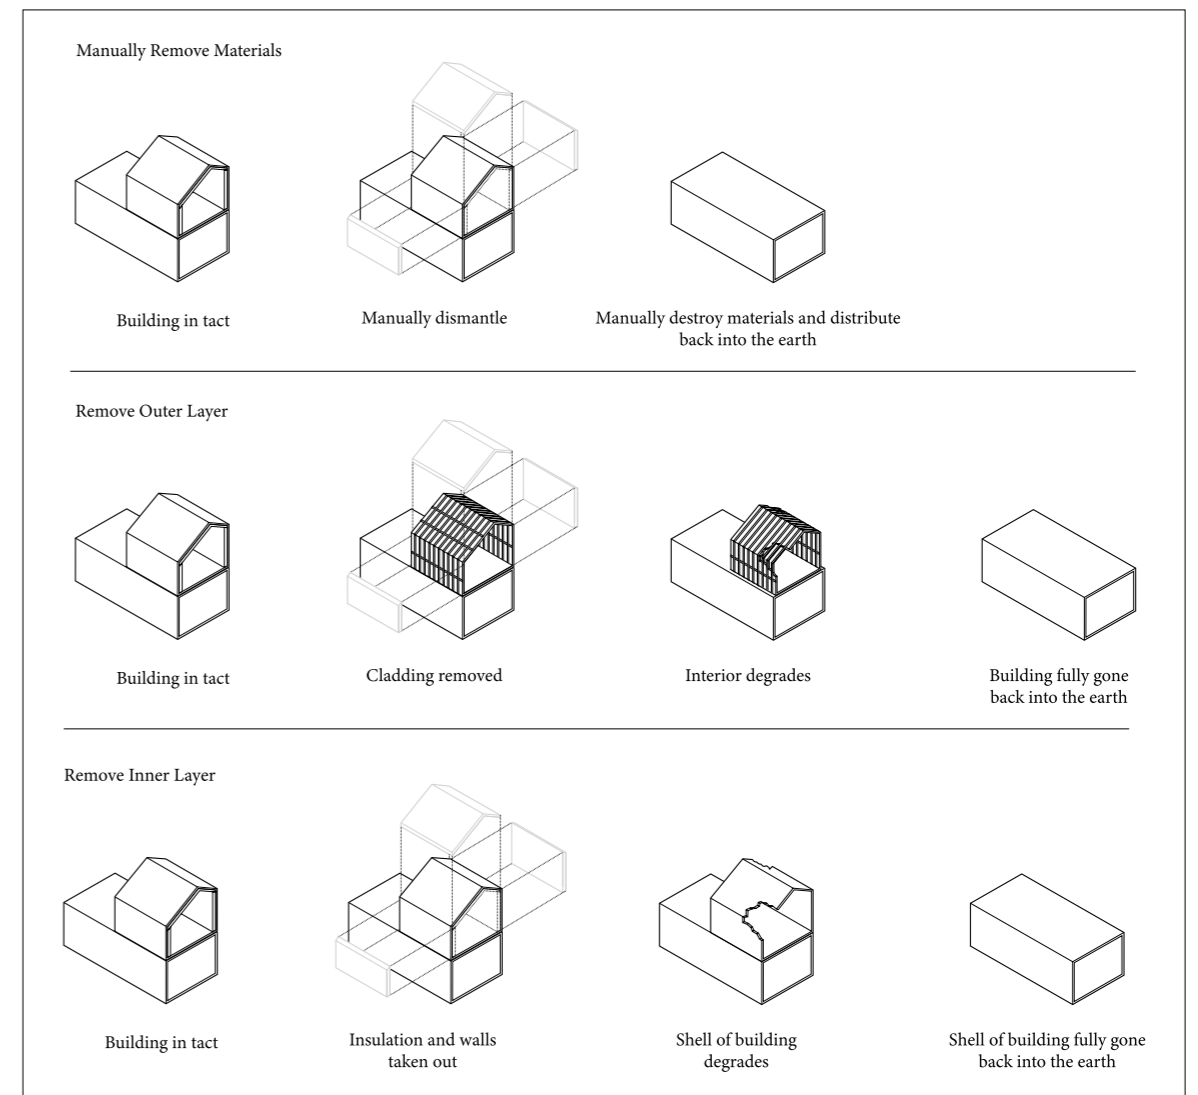 Manually Remove Materials
Building in tact
Manually dismantle
Manually destroy materials and distribute
back into the earth
Remove Outer Layer
Building in tact
Cladding removed
Interior degrades
Building fully gone
back into the earth
Remove Inner Layer
Building in tact
Insulation and walls
taken out
Shell of building
degrades
Shell of building fully gone
back into the earth